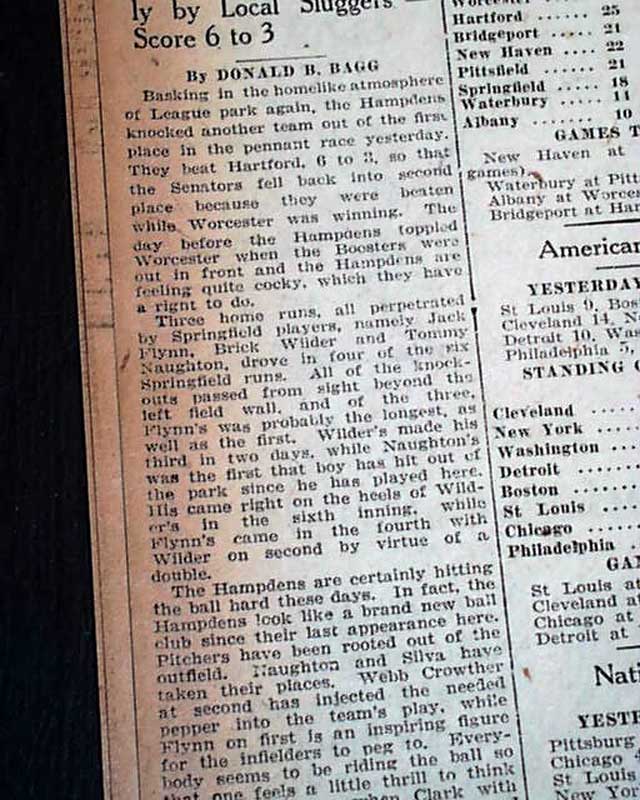 ly by Local Sluggers —
Score 6 to 3
By DONALD B. BAGG
Basking in the homelike atmosphere
of League park again, the Hampdens
knocked another team out of the first
place in the pennant race yesterday.
They beat Hartford, 6 to 3, so that
the Senators fell back into second
place because they were beaten
while Worcester was winning. The
day before the Hampdens toppled
Worcester when the Boosters were
out in front and the Hampdens are
feeling quite cocky, which they have
a right to do.
Three home runs, all perpetrated
by Springfield players, namely Jack
Flynn, Brick Wilder and Tommy
Naughton, drove in four of the six
Springfield runs. All of the knock-
outs passed from sight beyond the
left field wall, and of the three,
Flynn's was probably the longest, as
well as the first. Wilder's made his
third in two days, while Naughton's
was the first that boy has hit out of
the park since he has played here.
His came right on the heels of Wild-
er's in the sixth inning, while
Flynn's came in the fourth with
Wilder on second by virtue of a
double.
The Hampdens are certainly hitting
the ball hard these days. In fact, the
Hampdens look like a brand new ball
club since their last appearance here.
Pitchers have been rooted out of the
outfield. Naughton and Silva have
taken their places. Webb Crowther
at second has injected the needed
pepper into the team's play, while
Flynn on first is an inspiring figure
for the infielders to peg to. Every-
body seems to be riding the ball so
that one feels a little thrill to think
when Clark with
Worcester
Hartford ...... 25
Bridgeport ...... 21
New Haven .... 22
Pittsfield ...... 21
Springfield ..... 18
Waterbury ..... 11
Albany ........ 10
GAMES T
New Haven at
games).
Waterbury at Pitt
Albany at Worces
Bridgeport at Har
American
YESTERDAY
St Louis 9, Bos
Cleveland 14, N
Detroit 10, Was
Philadelphia 5,
STANDING O
Cleveland ....
New York ....
Washington ....
Detroit ......
Boston ......
St Louis ....
Chicago ......
Philadelphia .
GA
St Louis at
Cleveland at
Chicago at
Detroit at
Nati
YESTE
Pittsburg
Chicago
St Louis
New Yor